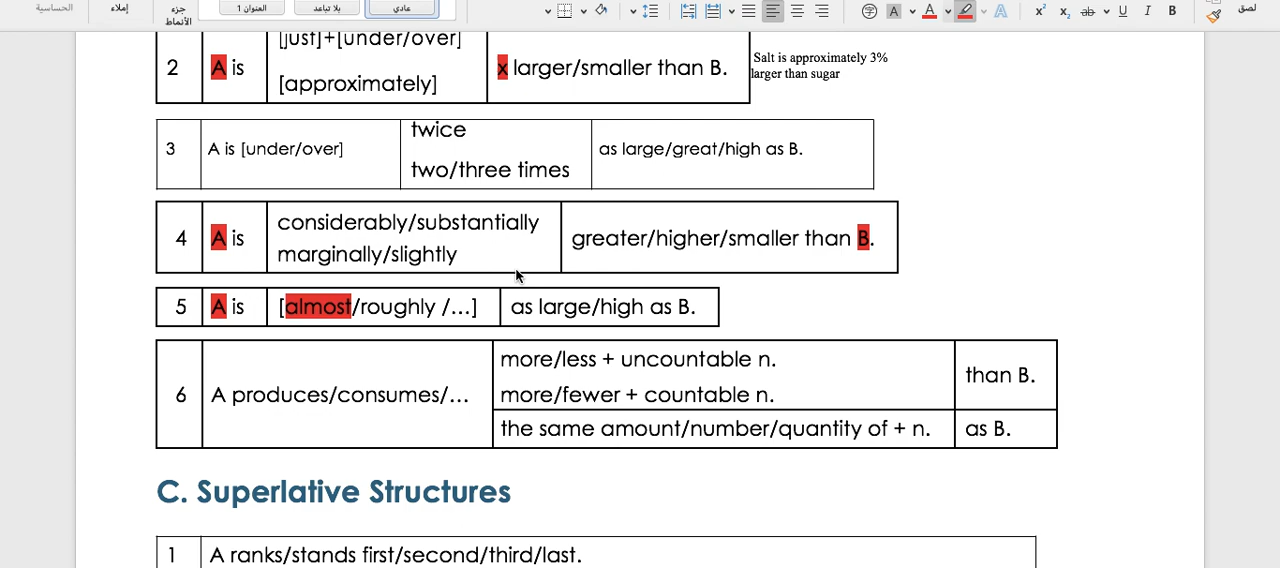 الحساسية
إملاء
جزء
الأنماط
العنوان 1
بلا تباعد
عادي
A
A
A
x²
x₂
ab
U
I
B
لصق
2
A is
[just]+[under/over]
[approximately]
x larger/smaller than B.
Salt is approximately 3%
larger than sugar
3
A is [under/over]
twice
two/three times
as large/great/high as B.
4
A is
considerably/substantially
marginally/slightly
greater/higher/smaller than B.
5
A is
[almost/roughly /...]
as large/high as B.
6
A produces/consumes/...
more/less + uncountable n.
more/fewer + countable n.
than B.
the same amount/number/quantity of + n.
as B.
C. Superlative Structures
1
A ranks/stands first/second/third/last.